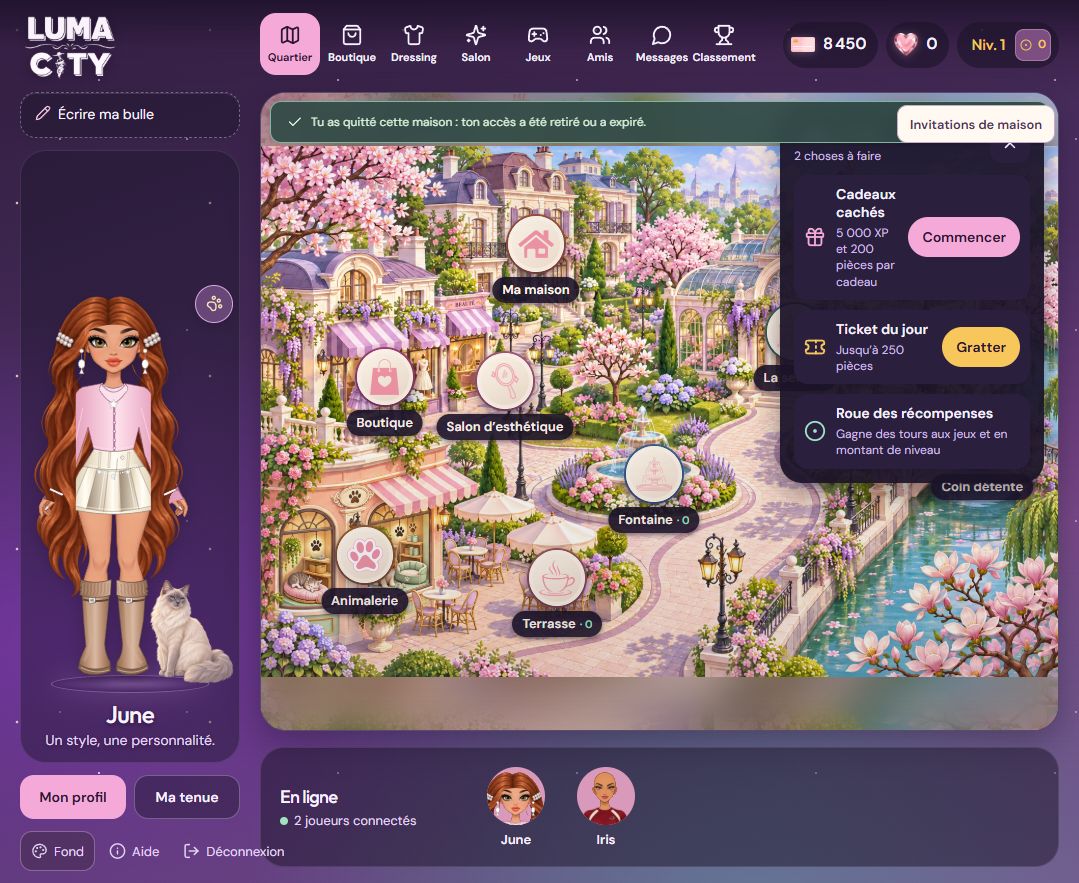 LUMA
CITY
Quartier
Boutique
Dressing
Salon
Jeux
Amis
Messages
Classement
8 450
0
Niv. 1
0
Écrire ma bulle
Tu as quitté cette maison : ton accès a été retiré ou a expiré.
Invitations de maison
2 choses à faire
Cadeaux
cachés
5 000 XP
et 200
pièces par
cadeau
Commencer
Ticket du jour
Jusqu'à 250
pièces
Gratter
Roue des récompenses
Gagne des tours aux jeux et en
montant de niveau
Ma maison
BEAUTÉ
Boutique
Salon d'esthétique
Coin détente
Fontaine · 0
Animalerie
Terrasse · 0
June
Un style, une personnalité.
Mon profil
Ma tenue
Fond
Aide
Déconnexion
En ligne
2 joueurs connectés
June
Iris